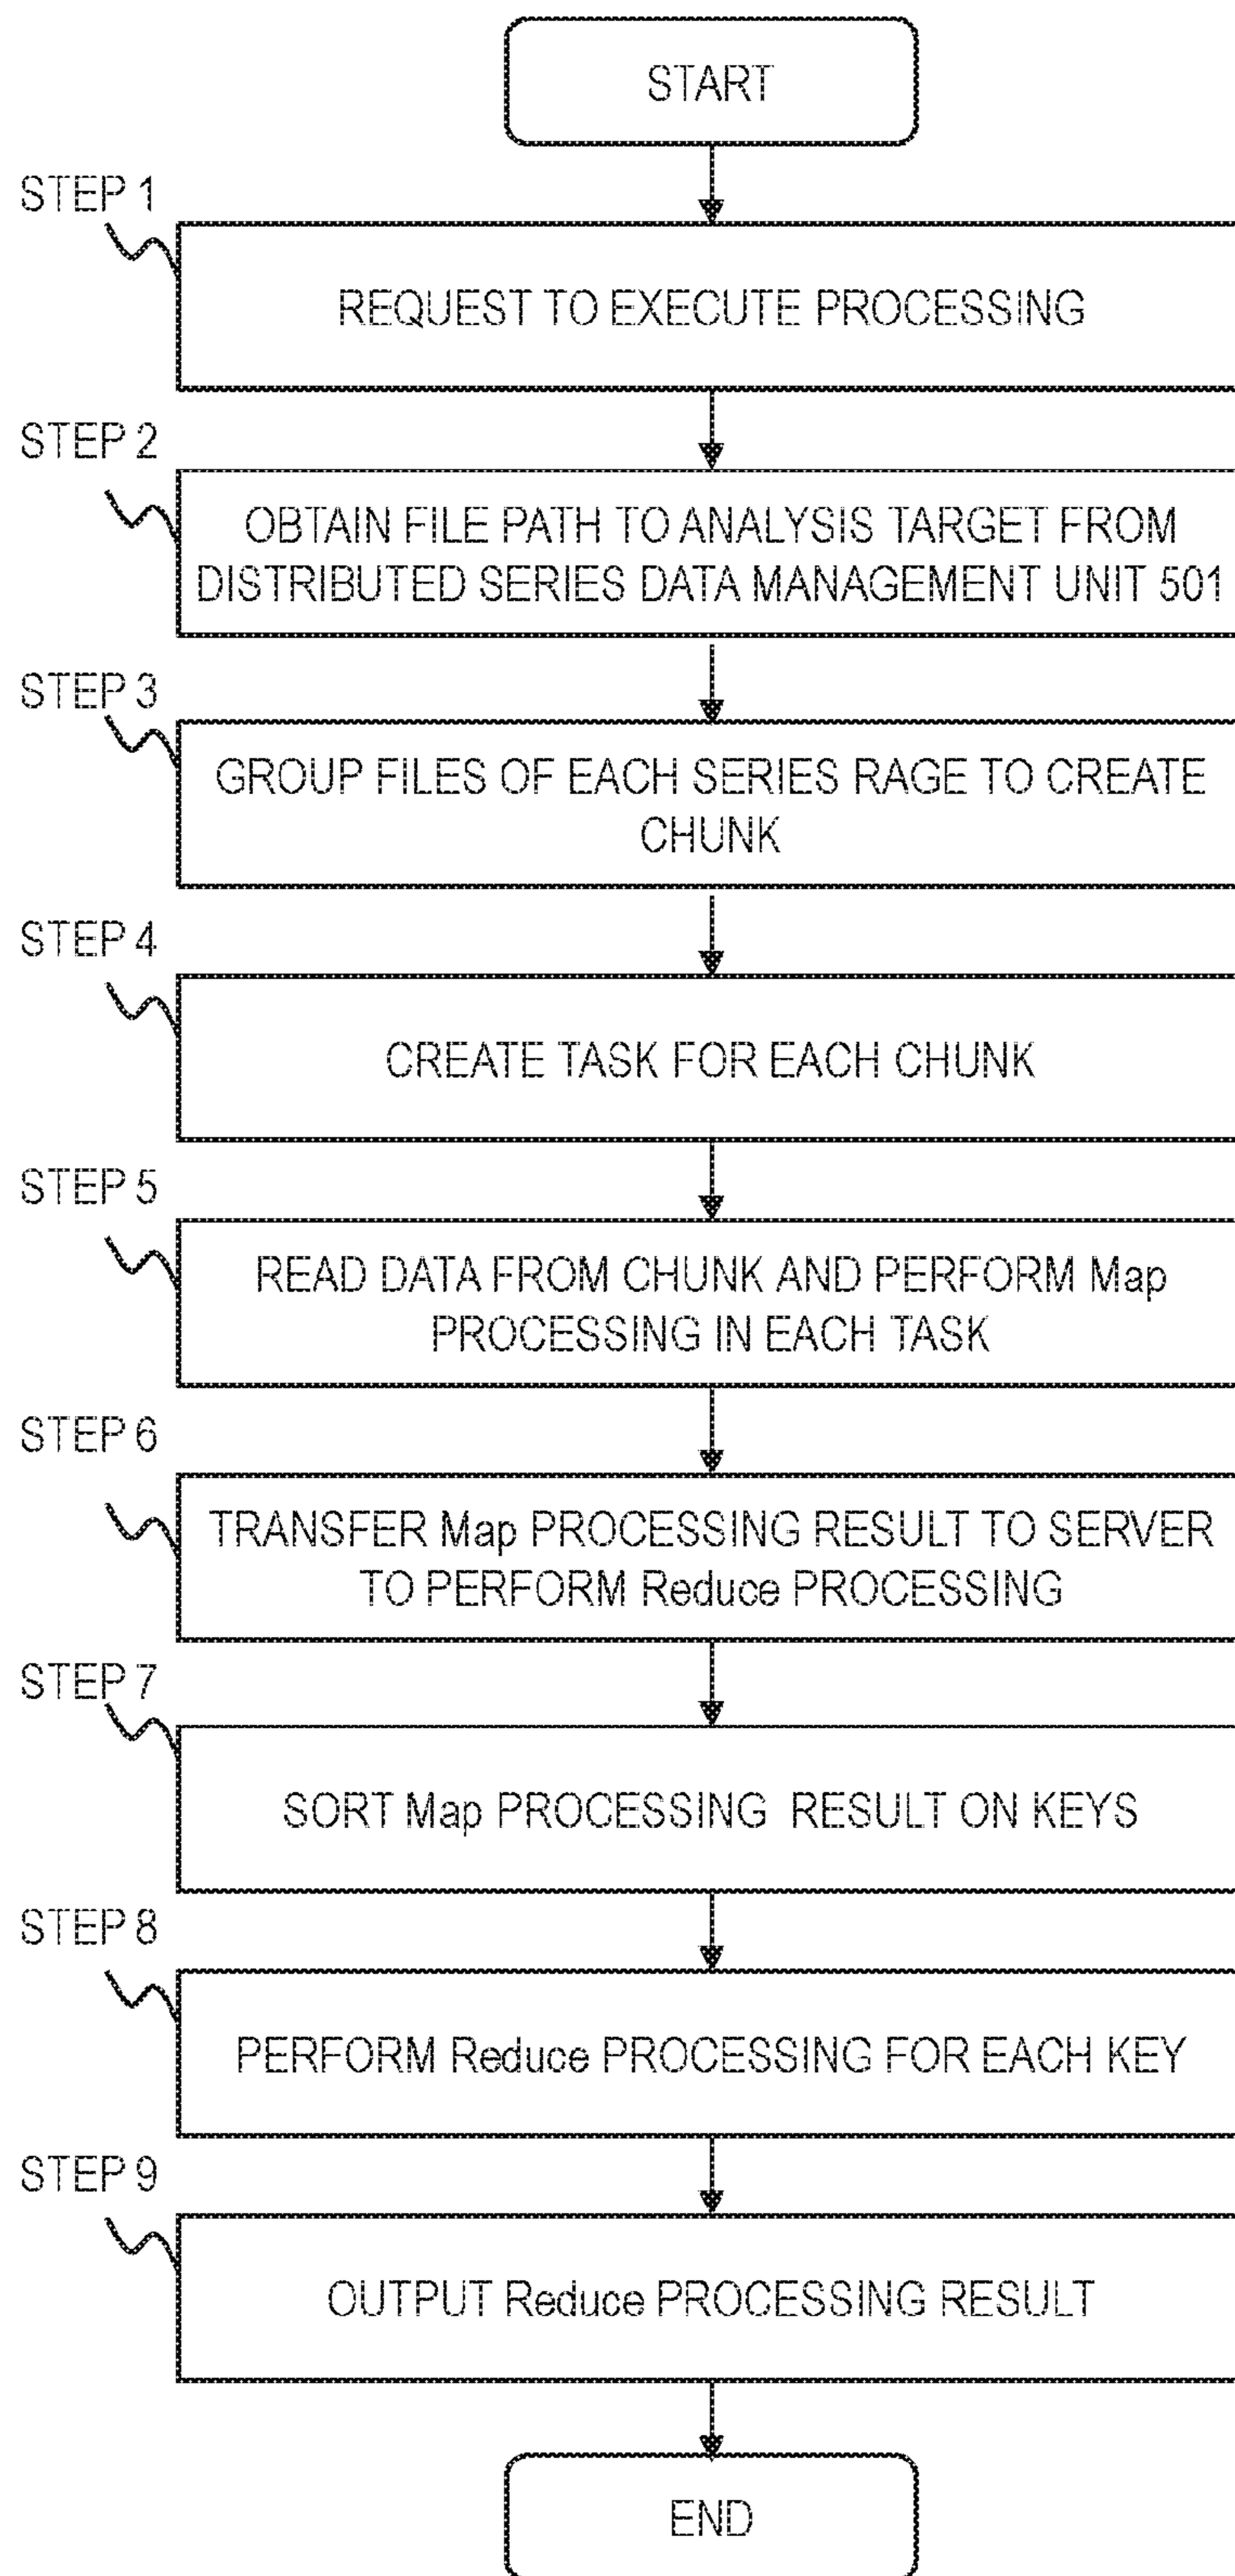 START
STEP 1
REQUEST TO EXECUTE PROCESSING
STEP 2
OBTAIN FILE PATH TO ANALYSIS TARGET FROM
DISTRIBUTED SERIES DATA MANAGEMENT UNIT 501
STEP 3
GROUP FILES OF EACH SERIES RAGE TO CREATE
CHUNK
STEP 4
CREATE TASK FOR EACH CHUNK
STEP 5
READ DATA FROM CHUNK AND PERFORM Map
PROCESSING IN EACH TASK
STEP 6
TRANSFER Map PROCESSING RESULT TO SERVER
TO PERFORM Reduce PROCESSING
STEP 7
SORT Map PROCESSING RESULT ON KEYS
STEP 8
PERFORM Reduce PROCESSING FOR EACH KEY
STEP 9
OUTPUT Reduce PROCESSING RESULT
END